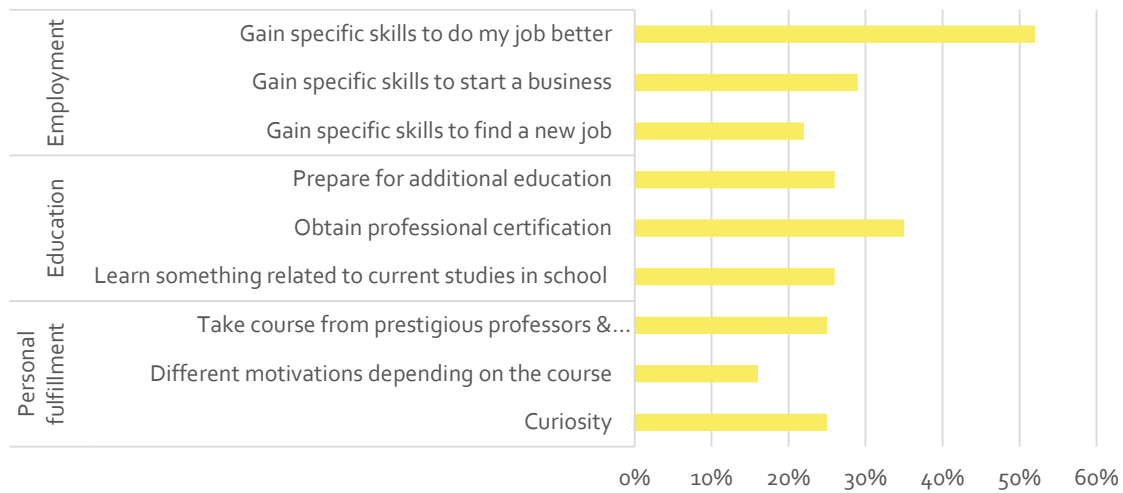 Employment
Gain specific skills to do my job better
Gain specific skills to start a business
Gain specific skills to find a new job
Education
Prepare for additional education
Obtain professional certification
Learn something related to current studies in school
Personal
fulfillment
Take course from prestigious professors &...
Different motivations depending on the course
Curiosity
0% 10% 20% 30% 40% 50% 60%